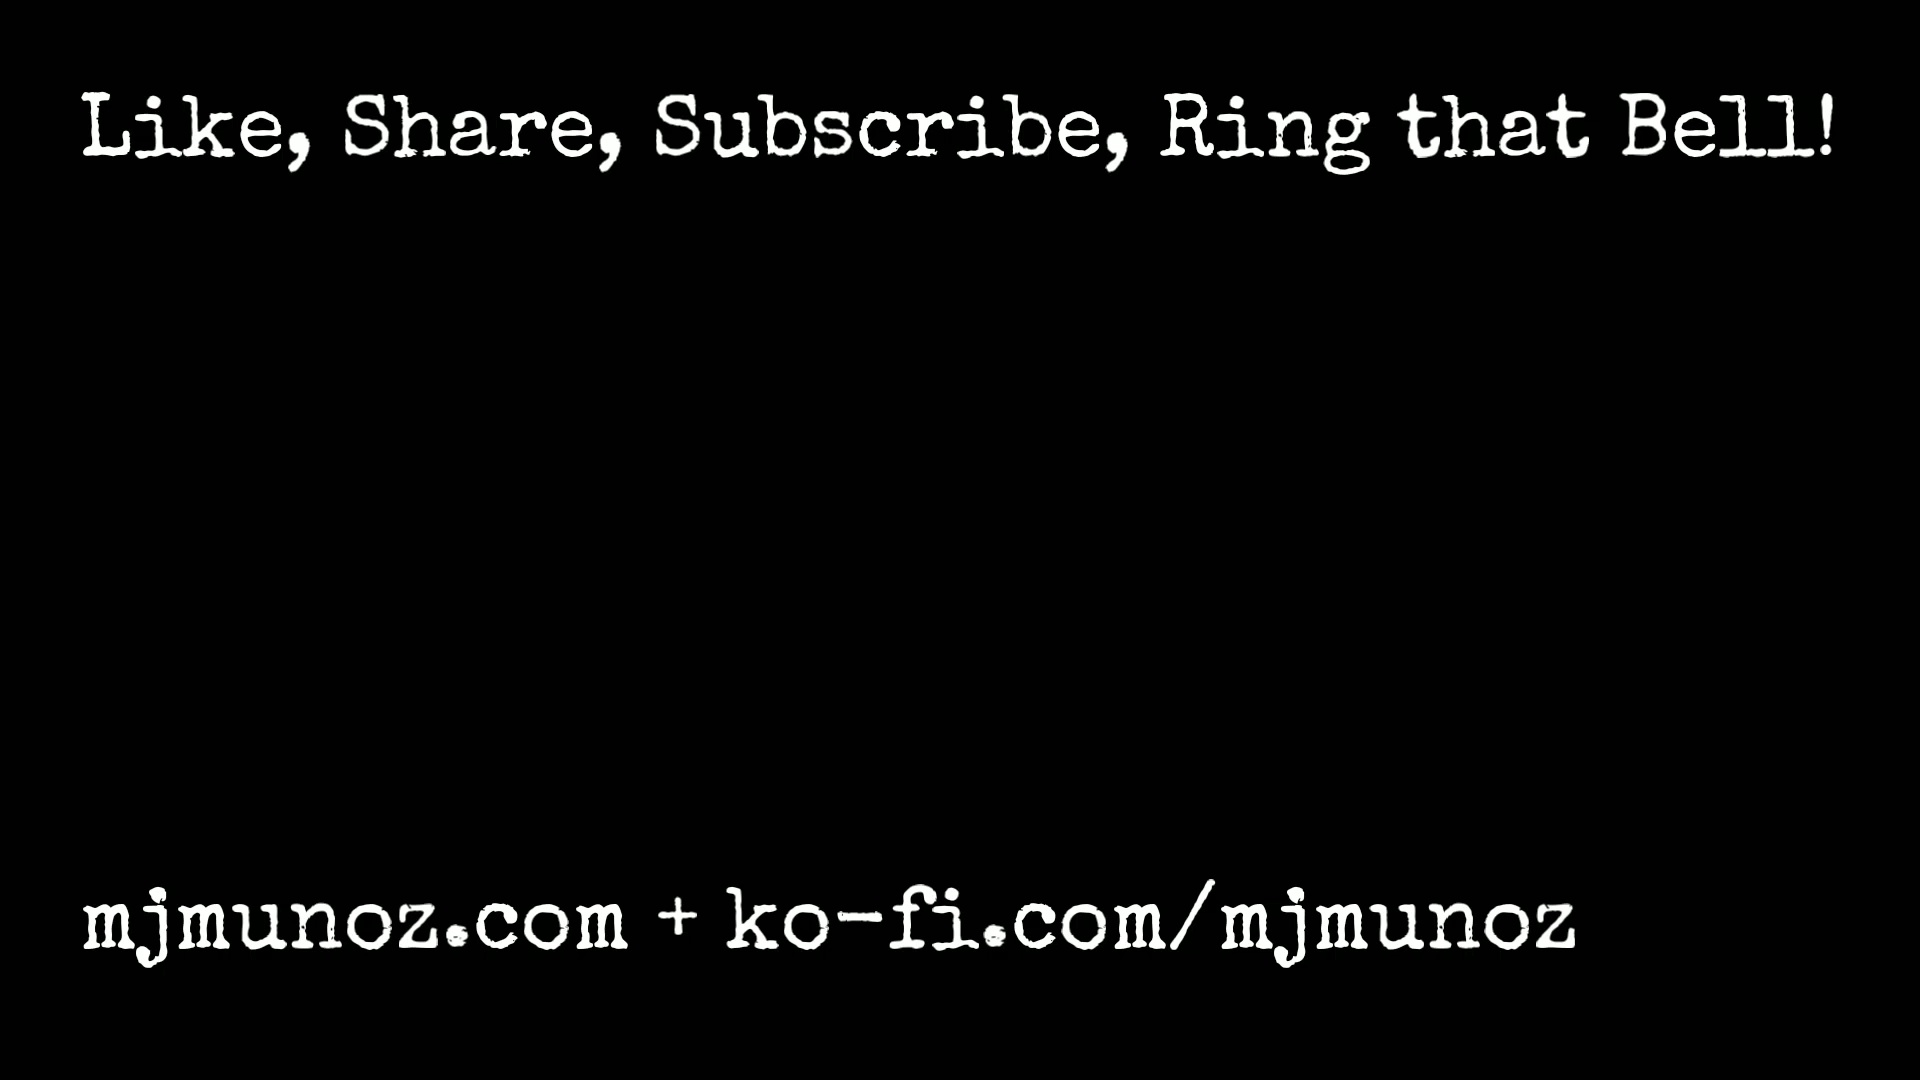 Like, Share, Subscribe, Ring that Bell!
mjmunoz.com + ko-fi.com/mjmunoz